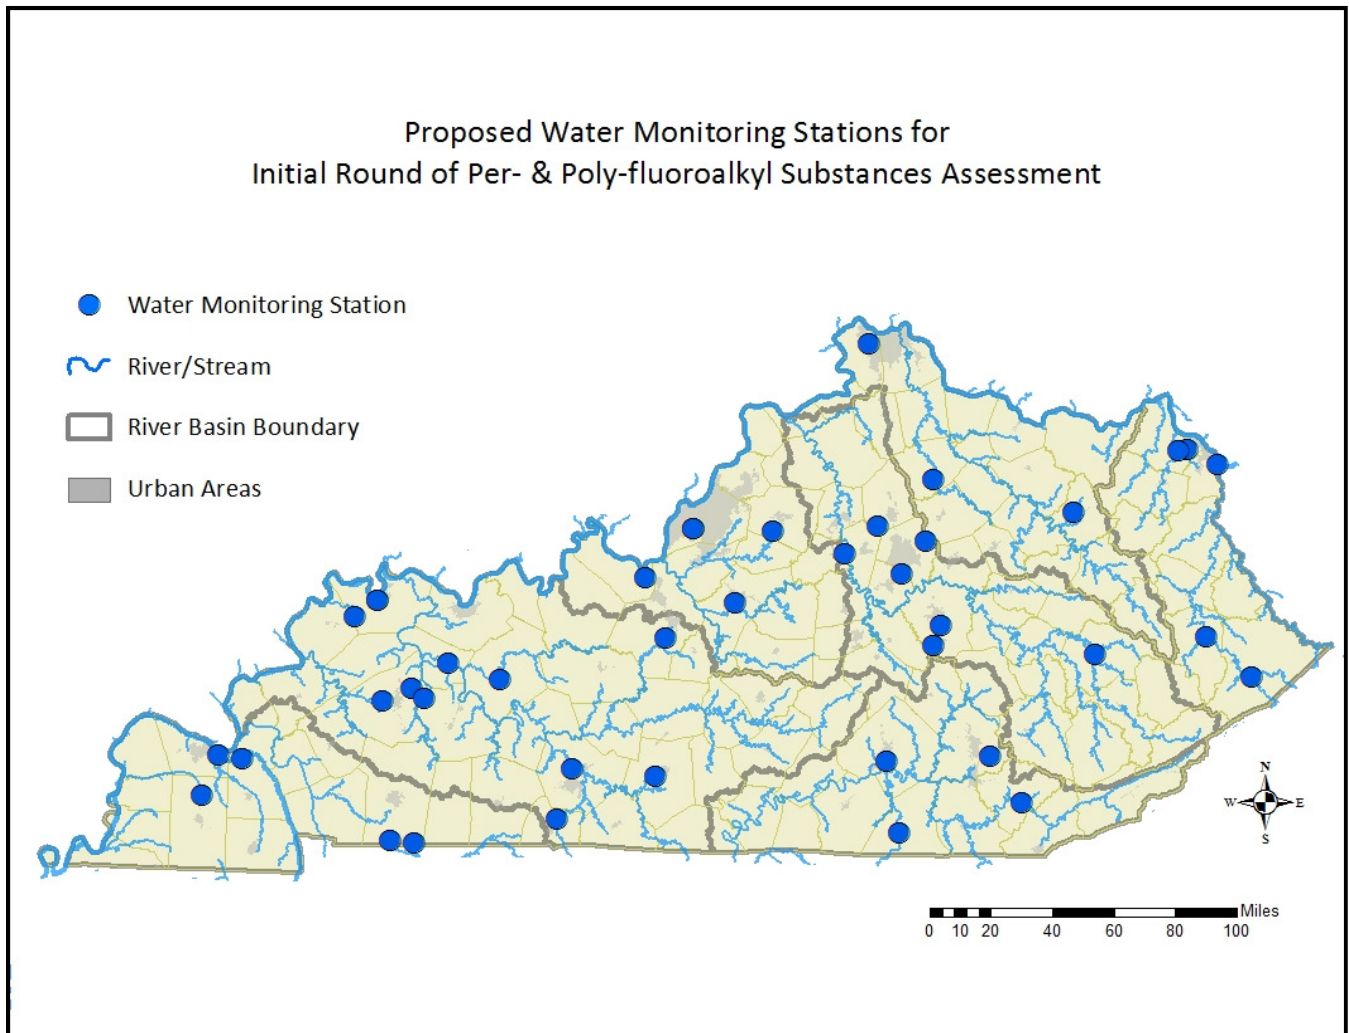 Proposed Water Monitoring Stations for
Initial Round of Per- & Poly-fluoroalkyl Substances Assessment
Water Monitoring Station
River/Stream
River Basin Boundary
Urban Areas
N
W E
S
Miles
0 10 20 40 60 80 100